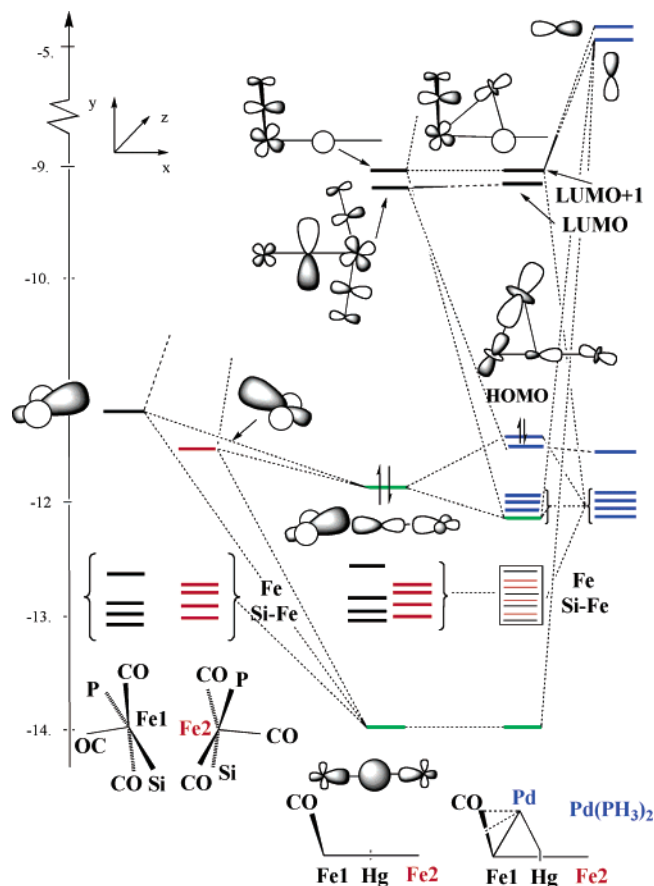 -5.
y
z
x
-9.
LUMO+1
LUMO
-10.
HOMO
-12
Fe
Si-Fe
Fe
Si-Fe
-13.
CO
P
Fe1
OC
CO
Si
CO
P
Fe2
CO
CO
Si
-14.
CO
Fe1 Hg Fe2
CO
Pd
Pd(PH3)2
Fe1 Hg Fe2